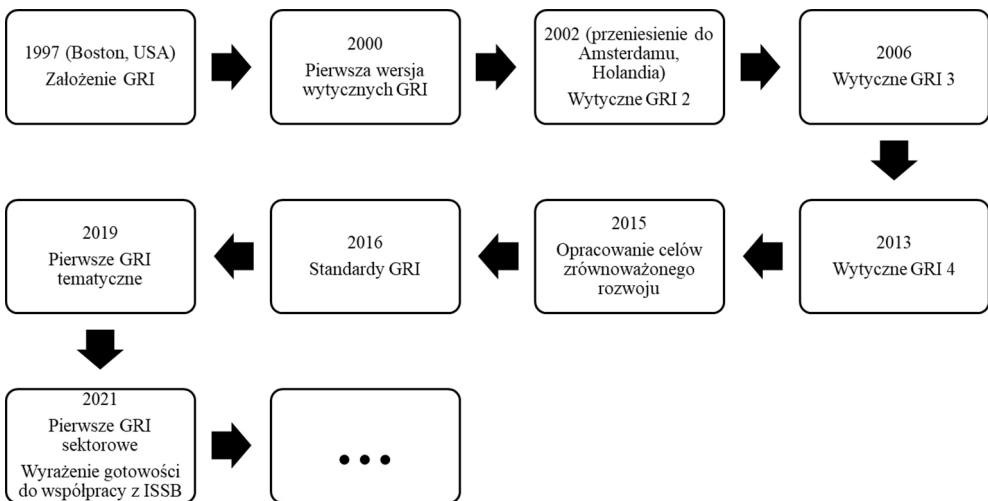 1997 (Boston, USA)
Założenie GRI
2000
Pierwsza wersja
wytycznych GRI
2002 (przeniesienie do
Amsterdamu,
Holandia)
Wytyczne GRI 2
2006
Wytyczne GRI 3
2013
Wytyczne GRI 4
2015
Opracowanie celów
zrównoważonego
rozwoju
2016
Standardy GRI
2019
Pierwsze GRI
tematyczne
2021
Pierwsze GRI
sektorowe
Wyrażenie gotowości
do współpracy z ISSB
...